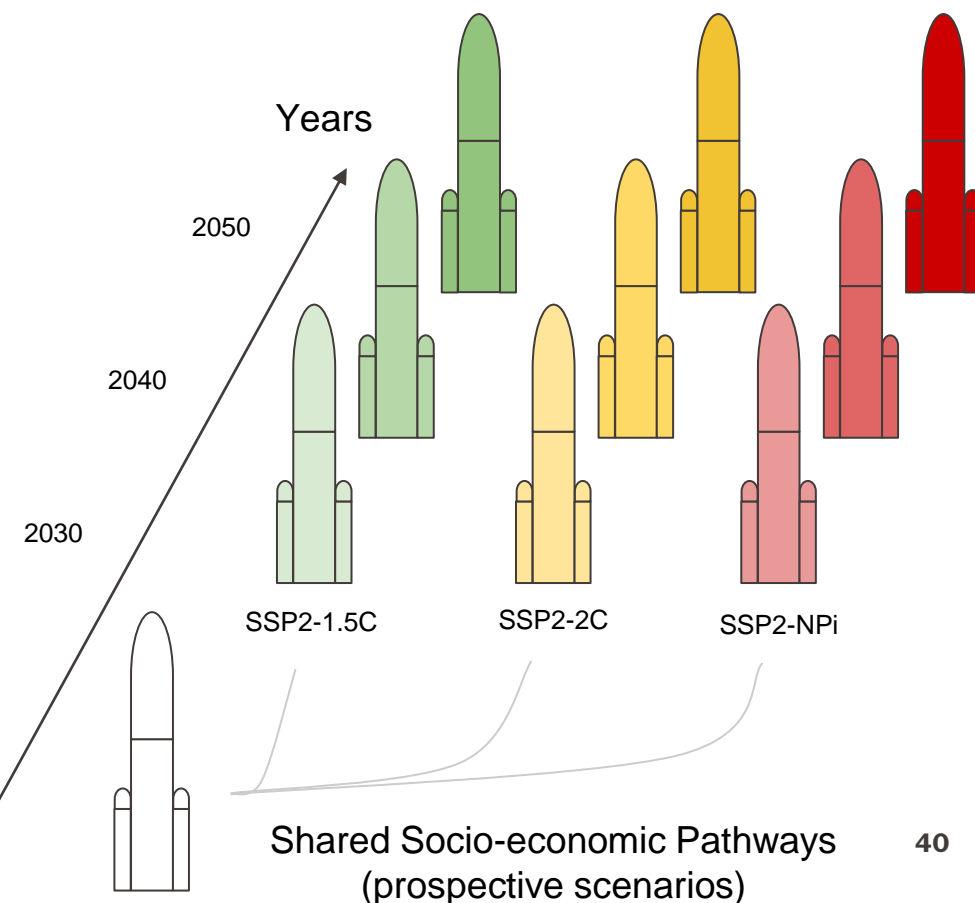 Years
2050
2040
2030
SSP2-1.5C
SSP2-2C
SSP2-NPi
Shared Socio-economic Pathways
(prospective scenarios)
40